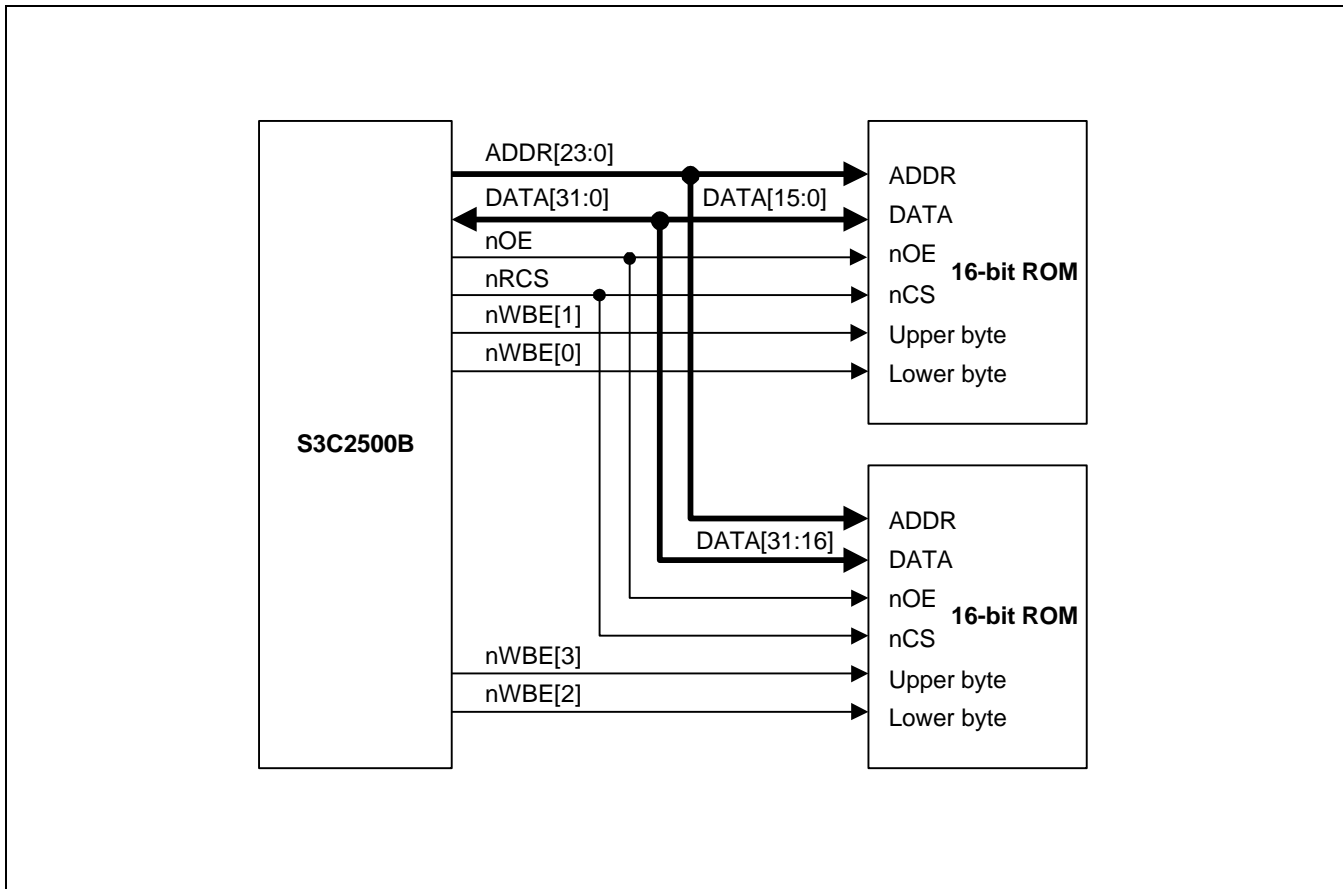 ADDR[23:0]
ADDR
DATA[31:0]
DATA[15:0]
DATA
nOE
nOE
16-bit ROM
nRCS
nCS
nWBE[1]
Upper byte
nWBE[0]
Lower byte
S3C2500B
ADDR
DATA[31:16]
DATA
nOE
16-bit ROM
nCS
nWBE[3]
Upper byte
nWBE[2]
Lower byte